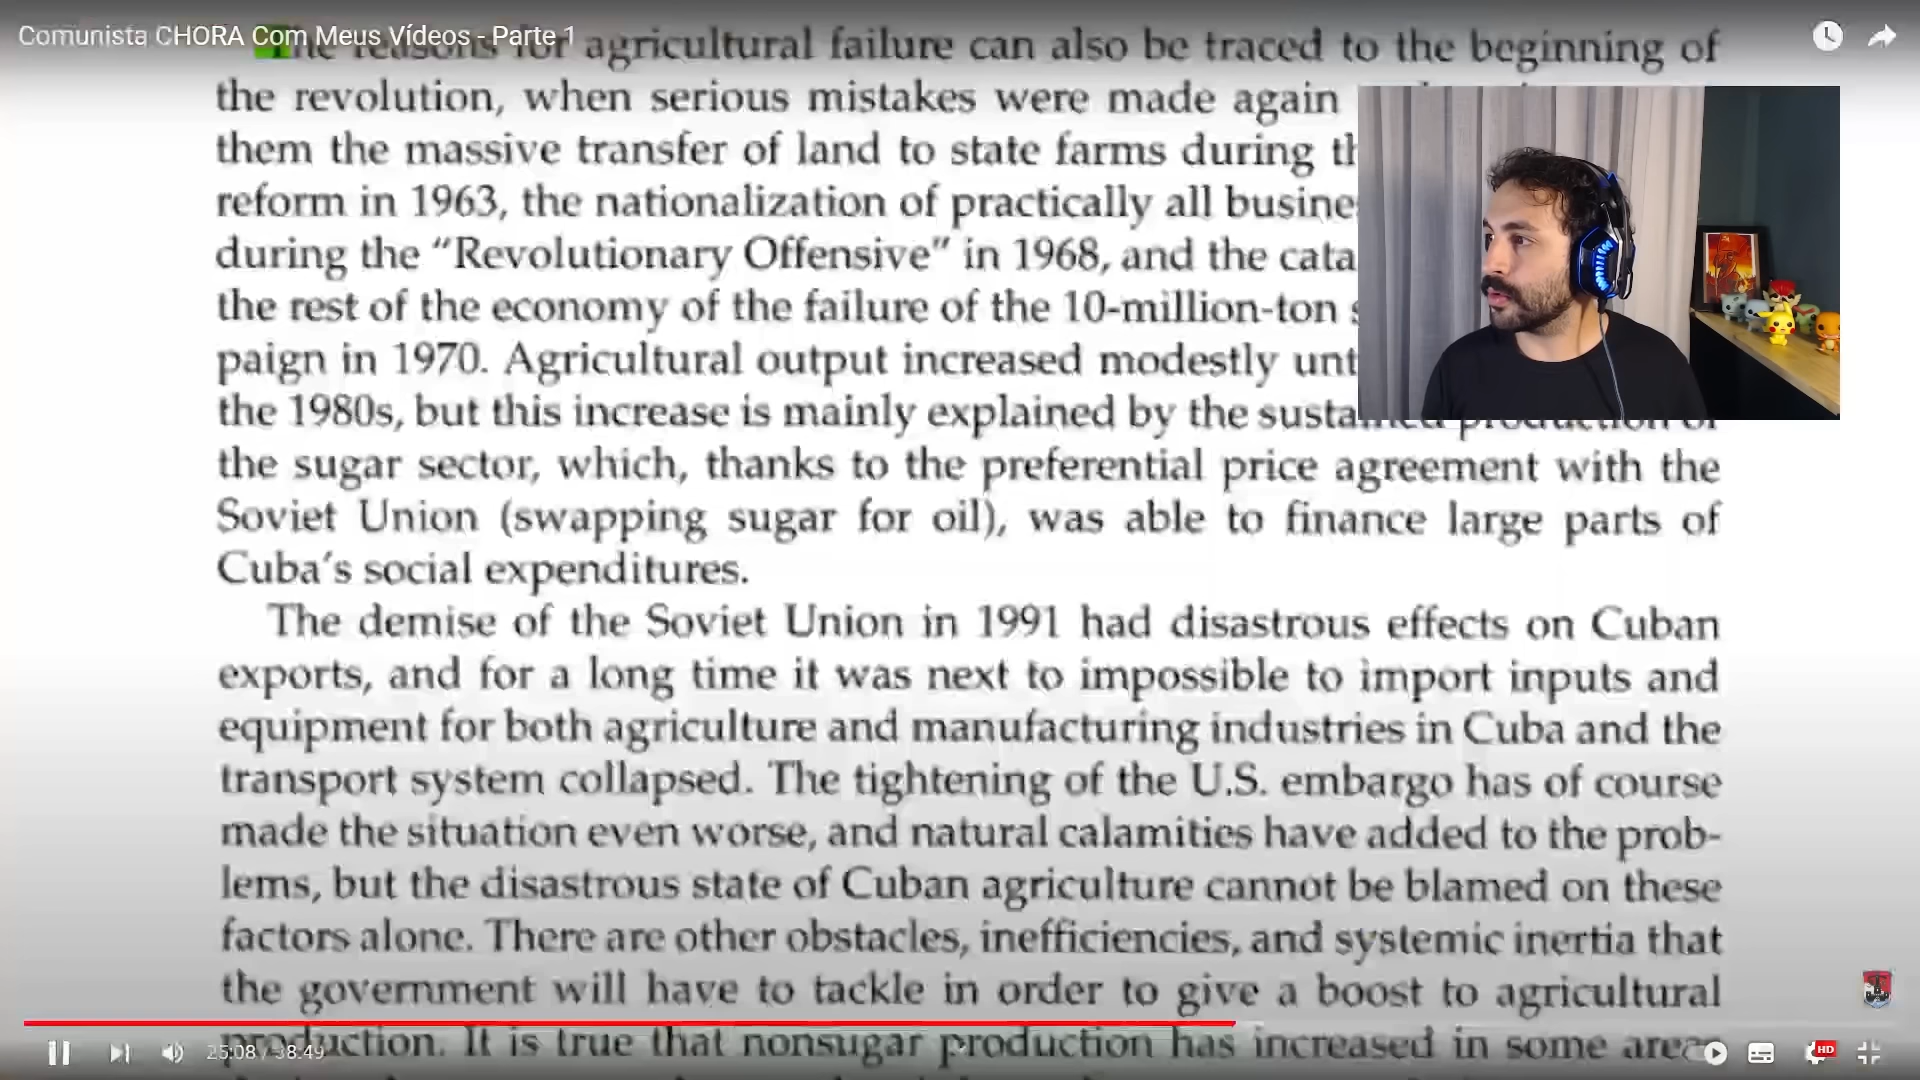 Comunista CHORA Com Meus Vídeos - Parte 1
The reasons for agricultural failure can also be traced to the beginning of
the revolution, when serious mistakes were made again
them the massive transfer of land to state farms during
reform in 1963, the nationalization of practically all
during the “Revolutionary Offensive” in 1968, and the
the rest of the economy of the failure of the 10-million-ton
paign in 1970. Agricultural output increased modestly
the 1980s, but this increase is mainly explained by the sustained production of
the sugar sector, which, thanks to the preferential price agreement with the
Soviet Union (swapping sugar for oil), was able to finance large parts of
Cuba’s social expenditures.
The demise of the Soviet Union in 1991 had disastrous effects on Cuban
exports, and for a long time it was next to impossible to import inputs and
equipment for both agriculture and manufacturing industries in Cuba and the
transport system collapsed. The tightening of the U.S. embargo has of course
made the situation even worse, and natural calamities have added to the prob-
lems, but the disastrous state of Cuban agriculture cannot be blamed on these
factors alone. There are other obstacles, inefficiencies, and systemic inertia that
the government will have to tackle in order to give a boost to agricultural
production. It is true that nonsugar production has increased in some areas
25:08 / 38:49
HD